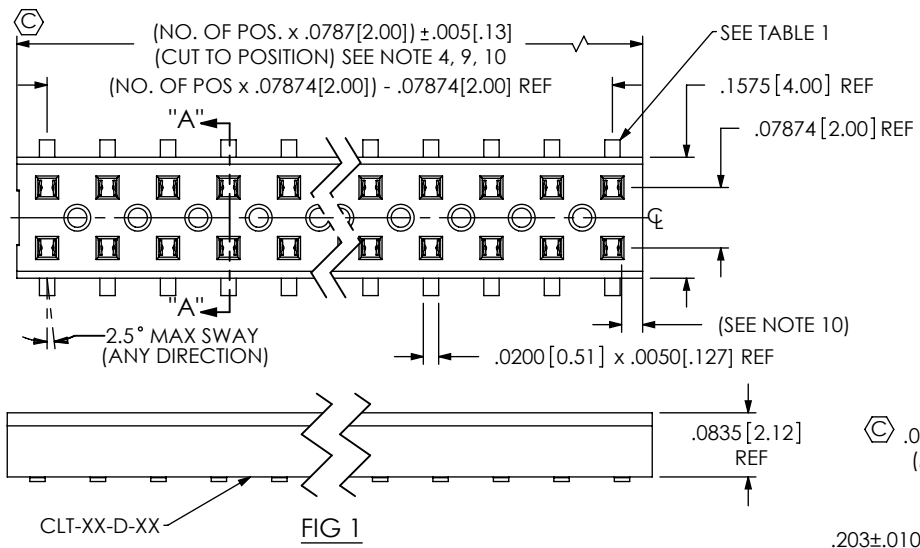 C
(NO. OF POS. x .0787[2.00]) ±.005[.13]
(CUT TO POSITION) SEE NOTE 4, 9, 10
(NO. OF POS x .07874[2.00]) - .07874[2.00] REF
SEE TABLE 1
.1575[4.00] REF
.07874[2.00] REF
"A"
"A"
CL
2.5° MAX SWAY
(ANY DIRECTION)
(SEE NOTE 10)
.0200[0.51] x .0050[.127] REF
.0835[2.12]
REF
C .0
(
CLT-XX-D-XX
FIG 1
.203±.010